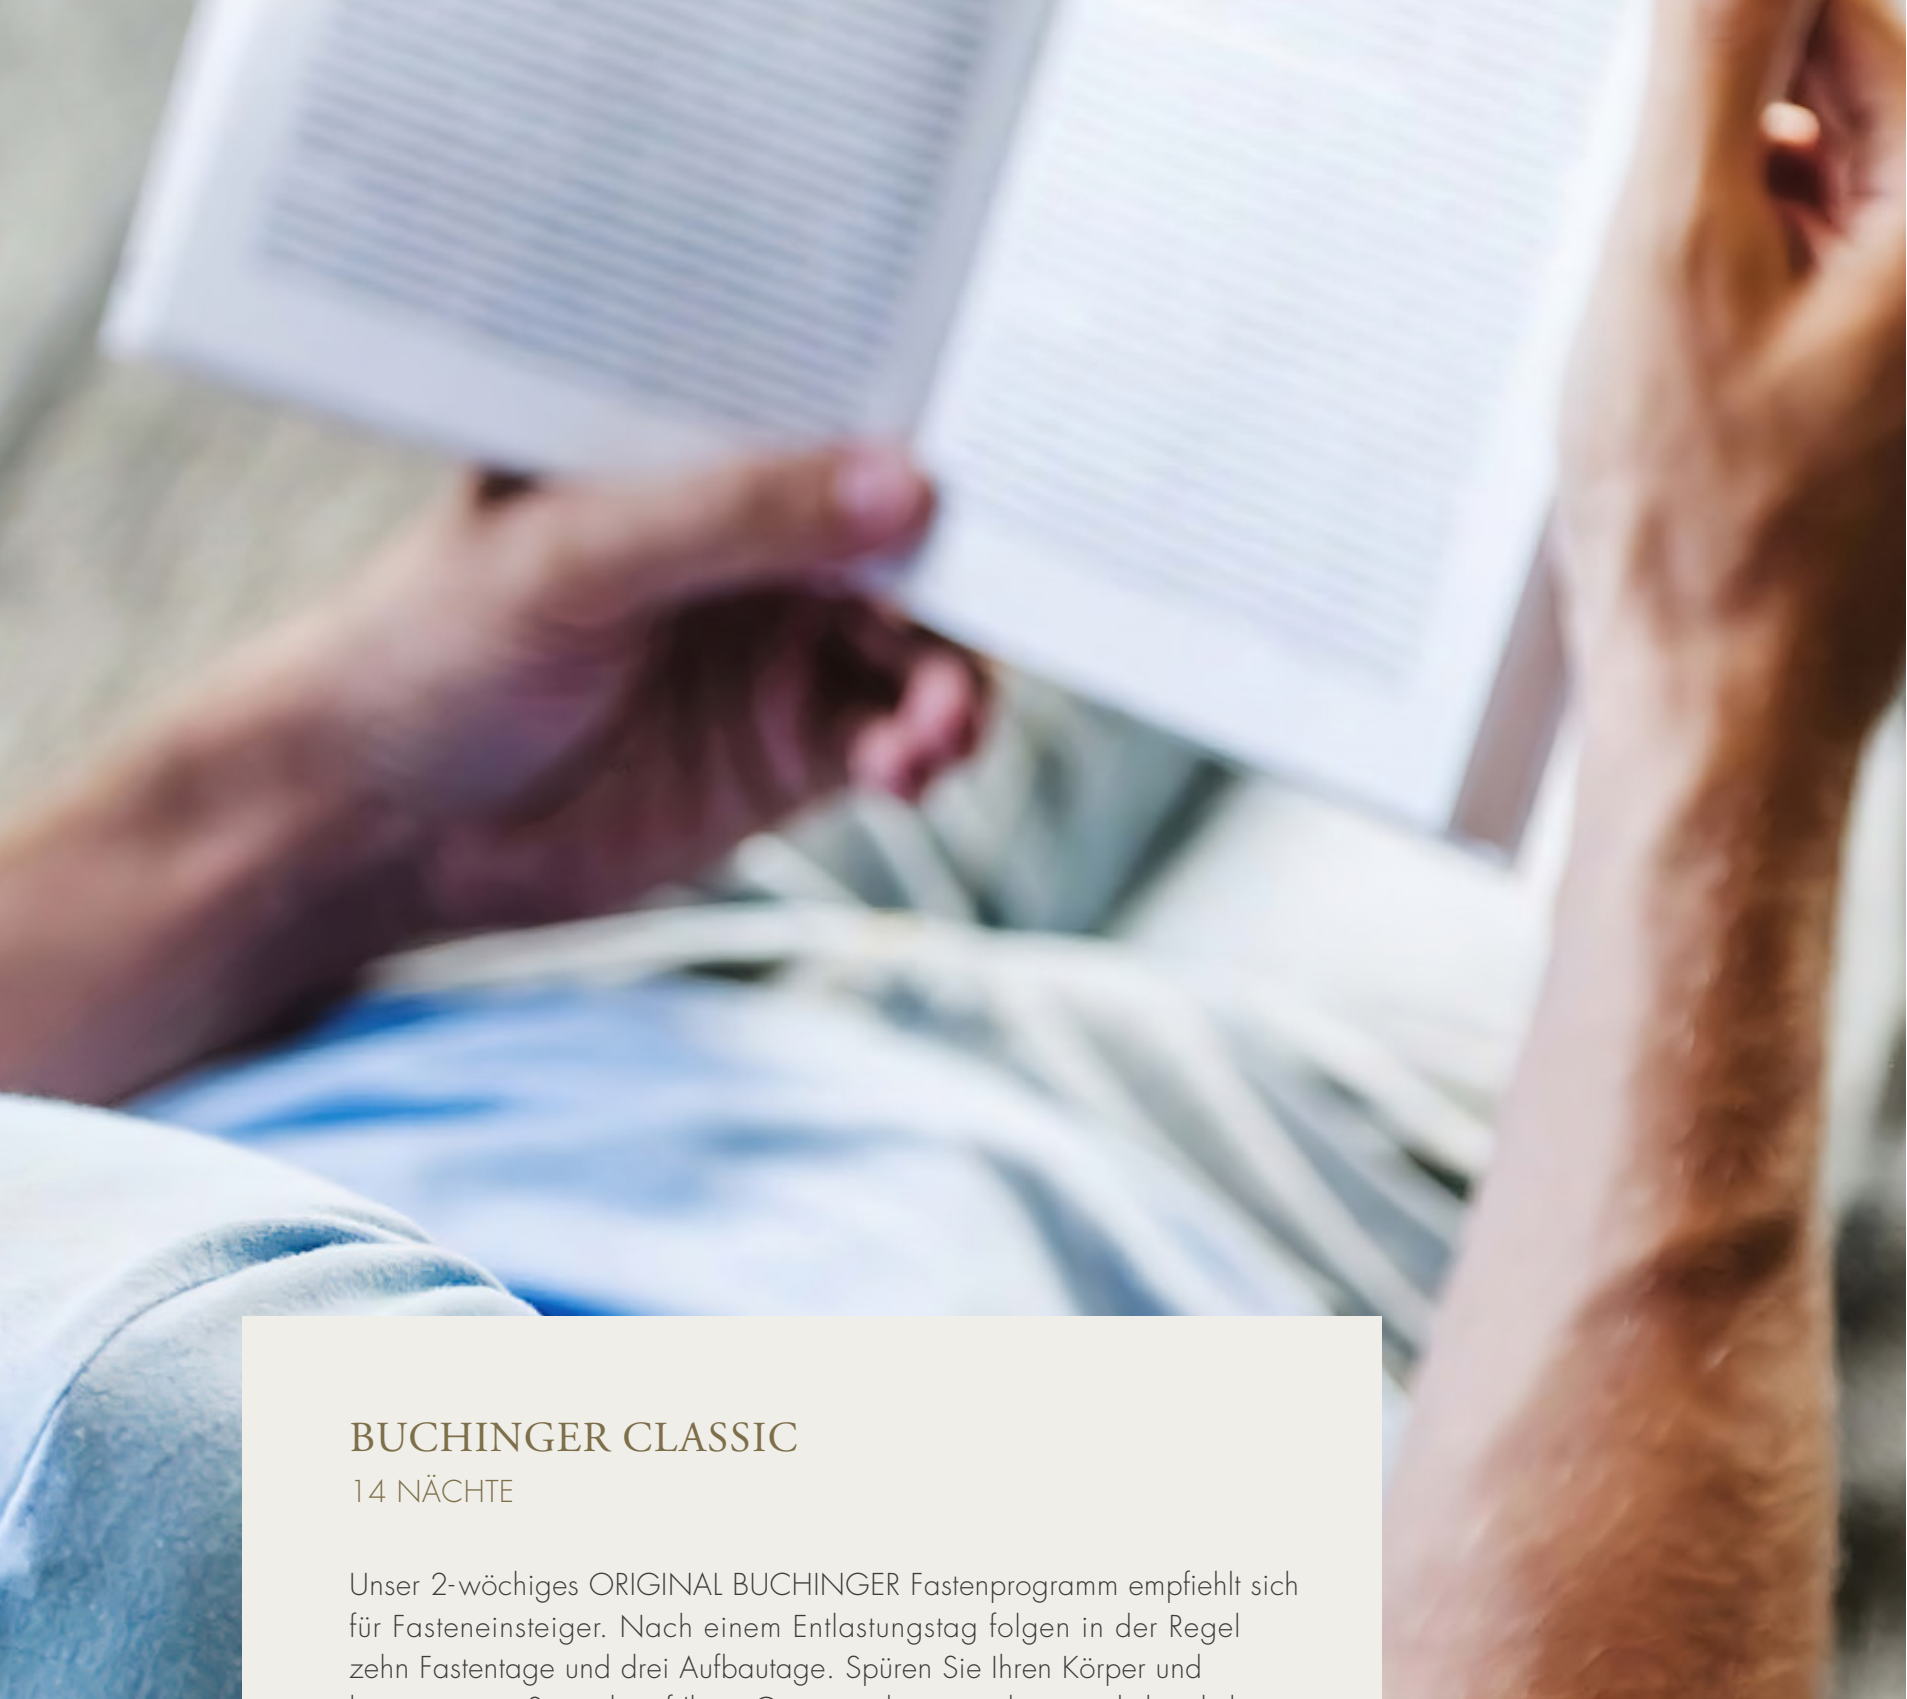 BUCHINGER CLASSIC
14 NÄCHTE
Unser 2-wöchiges ORIGINAL BUCHINGER Fastenprogramm empfiehlt sich
für Fasteneinsteiger. Nach einem Entlastungstag folgen in der Regel
zehn Fastentage und drei Aufbautage. Spüren Sie Ihren Körper und